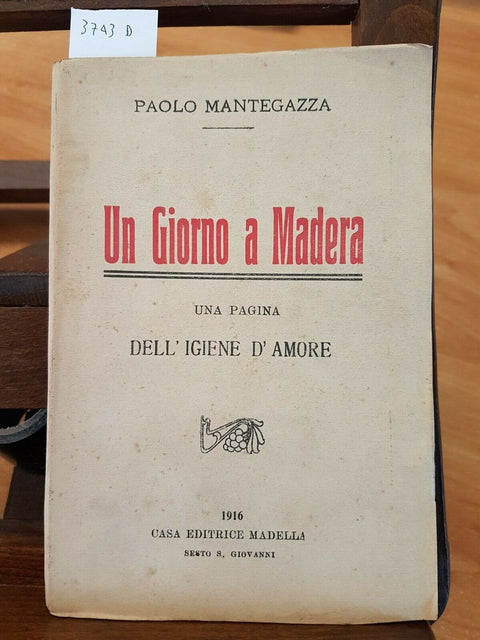 3743 D
PAOLO MANTEGAZZA
Un Giorno a Madera
UNA PAGINA
DELL' IGIENE D' AMORE
1916
CASA EDITRICE MADELLA
SESTO S. GIOVANNI